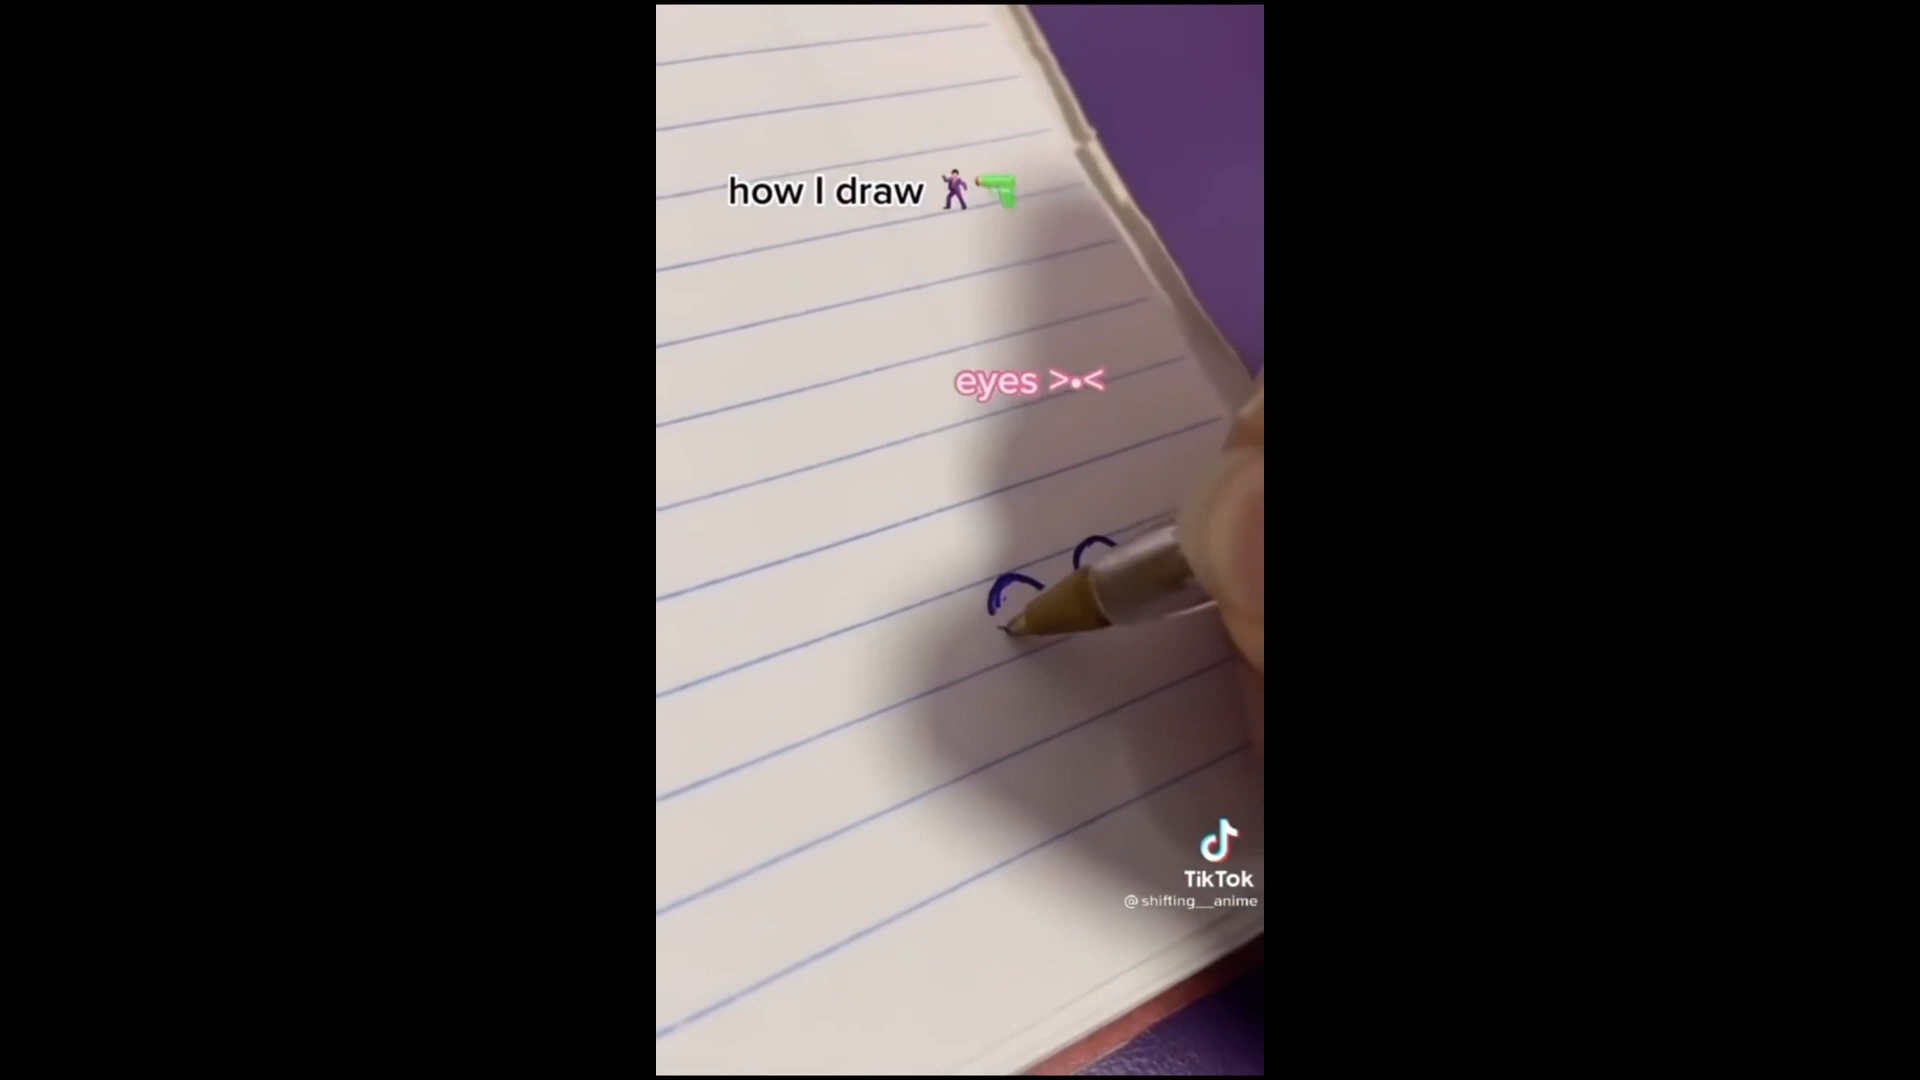 how I draw 🕺🏻🔫
eyes >•<
TikTok
@shifting__anime